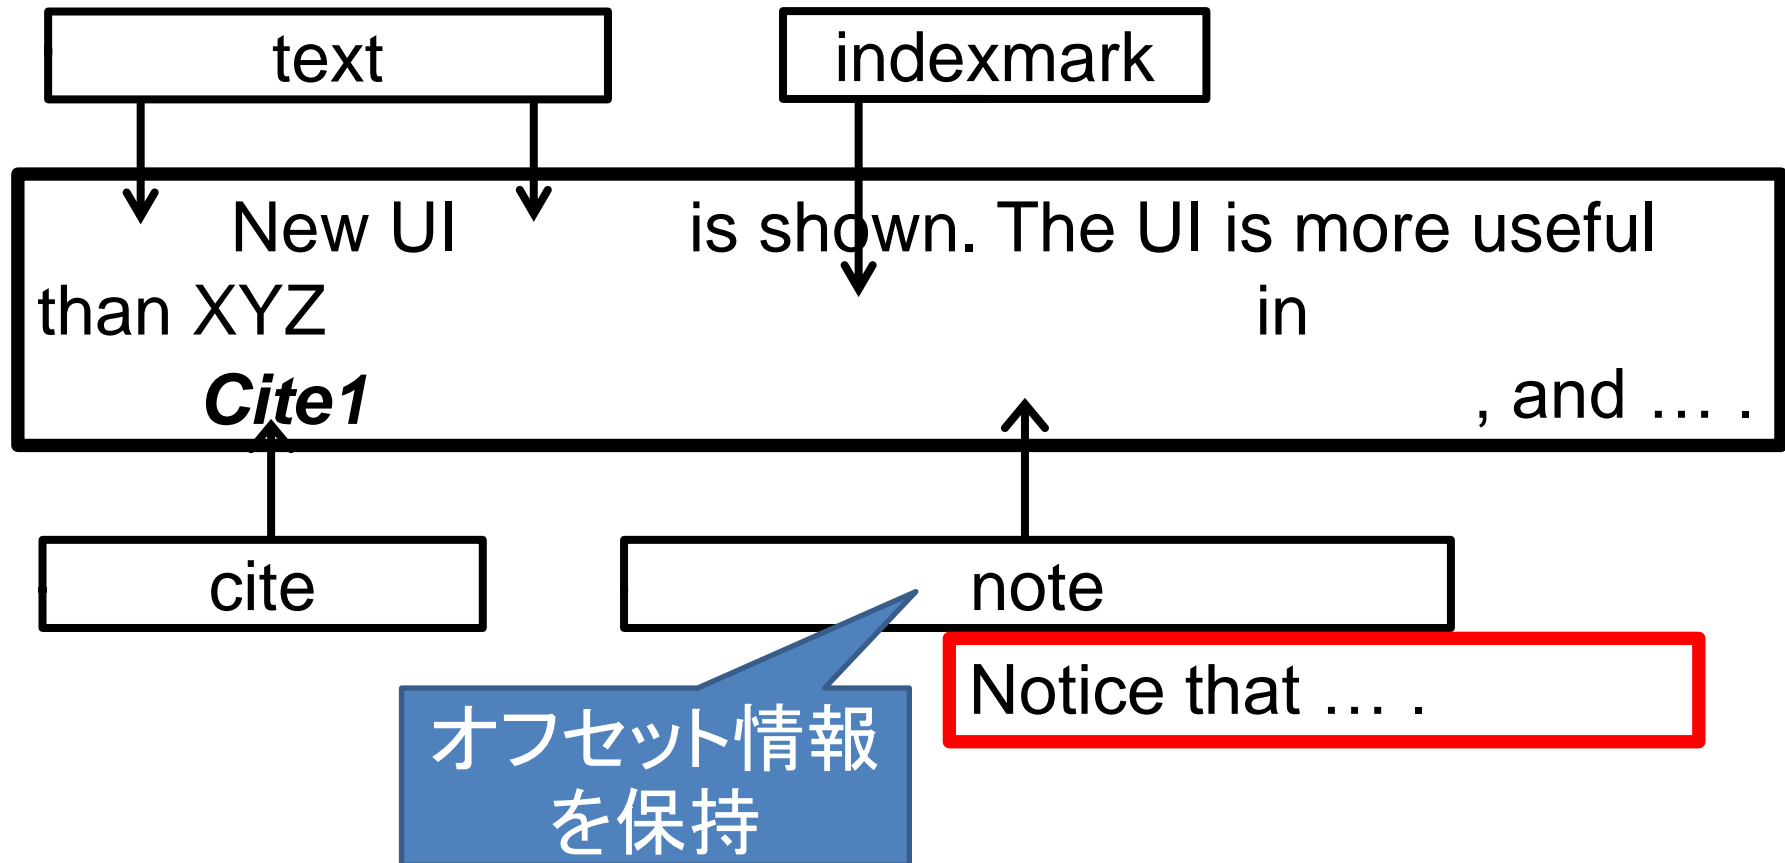 text
indexmark
New UI is shown. The UI is more useful
than XYZ in
Cite1 , and … .
cite
note
Notice that … .
オフセット情報
を保持